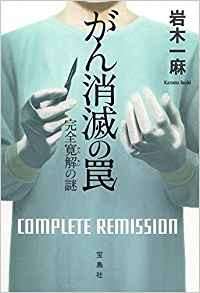 岩木一麻
Kazuma Iwaki
がん消滅の罠
完全寛解の謎
COMPLETE REMISSION
宝島社